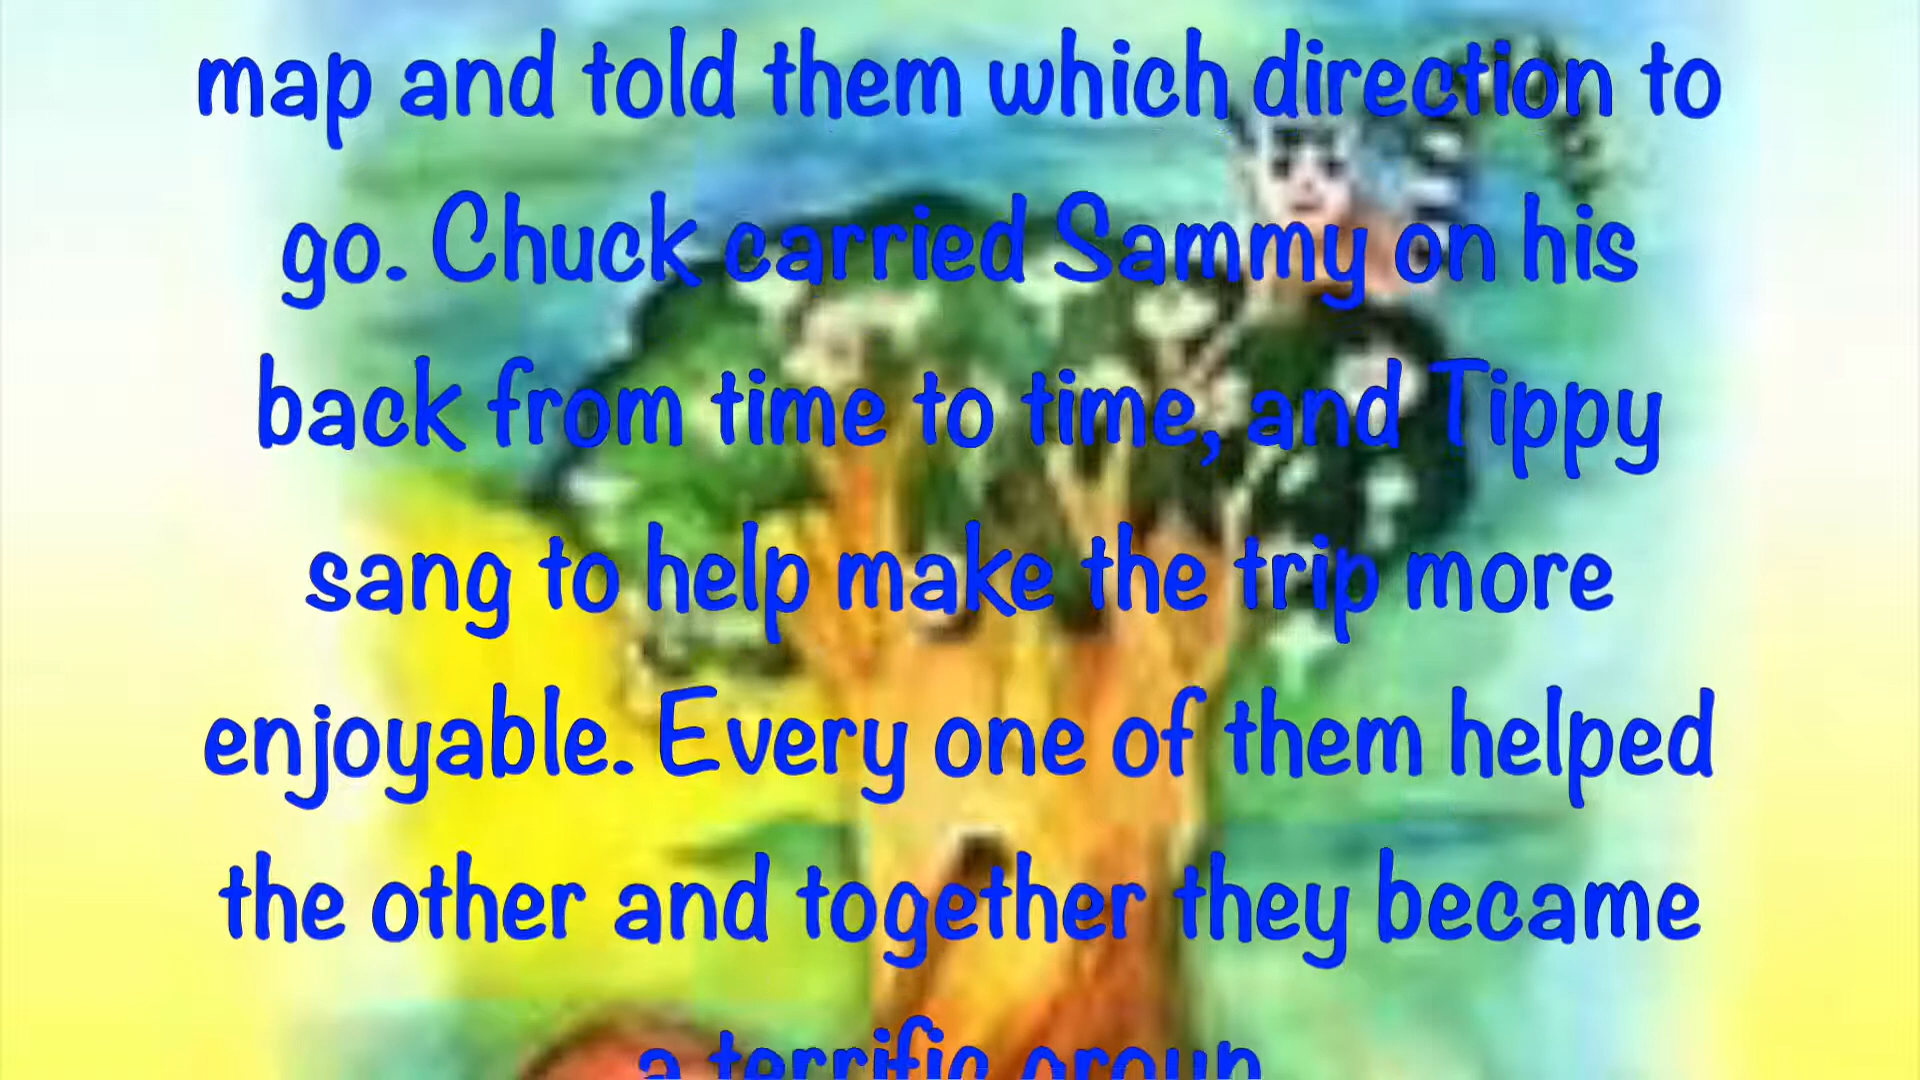 map and told them which direction to
go. Chuck carried Sammy on his
back from time to time, and Tippy
sang to help make the trip more
enjoyable. Every one of them helped
the other and together they became
a terrific group